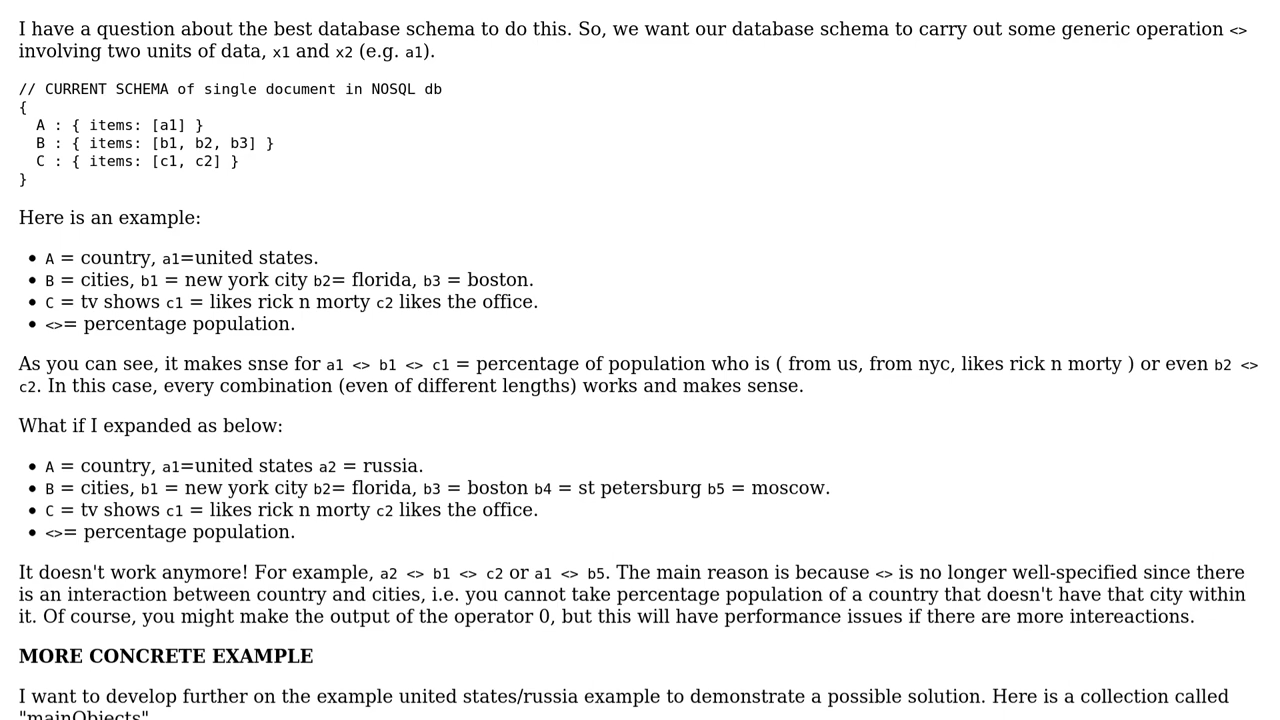 I have a question about the best database schema to do this. So, we want our database schema to carry out some generic operation <>
involving two units of data, x1 and x2 (e.g. a1).
// CURRENT SCHEMA of single document in NOSQL db
{
  A : { items: [a1] }
  B : { items: [b1, b2, b3] }
  C : { items: [c1, c2] }
}
Here is an example:
• A = country, a1=united states.
• B = cities, b1 = new york city b2= florida, b3 = boston.
• C = tv shows c1 = likes rick n morty c2 likes the office.
• <>= percentage population.
As you can see, it makes snse for a1 <> b1 <> c1 = percentage of population who is ( from us, from nyc, likes rick n morty ) or even b2 <>
c2. In this case, every combination (even of different lengths) works and makes sense.
What if I expanded as below:
• A = country, a1=united states a2 = russia.
• B = cities, b1 = new york city b2= florida, b3 = boston b4 = st petersburg b5 = moscow.
• C = tv shows c1 = likes rick n morty c2 likes the office.
• <>= percentage population.
It doesn't work anymore! For example, a2 <> b1 <> c2 or a1 <> b5. The main reason is because <> is no longer well-specified since there
is an interaction between country and cities, i.e. you cannot take percentage population of a country that doesn't have that city within
it. Of course, you might make the output of the operator 0, but this will have performance issues if there are more intereactions.
MORE CONCRETE EXAMPLE
I want to develop further on the example united states/russia example to demonstrate a possible solution. Here is a collection called
"mainObjects"